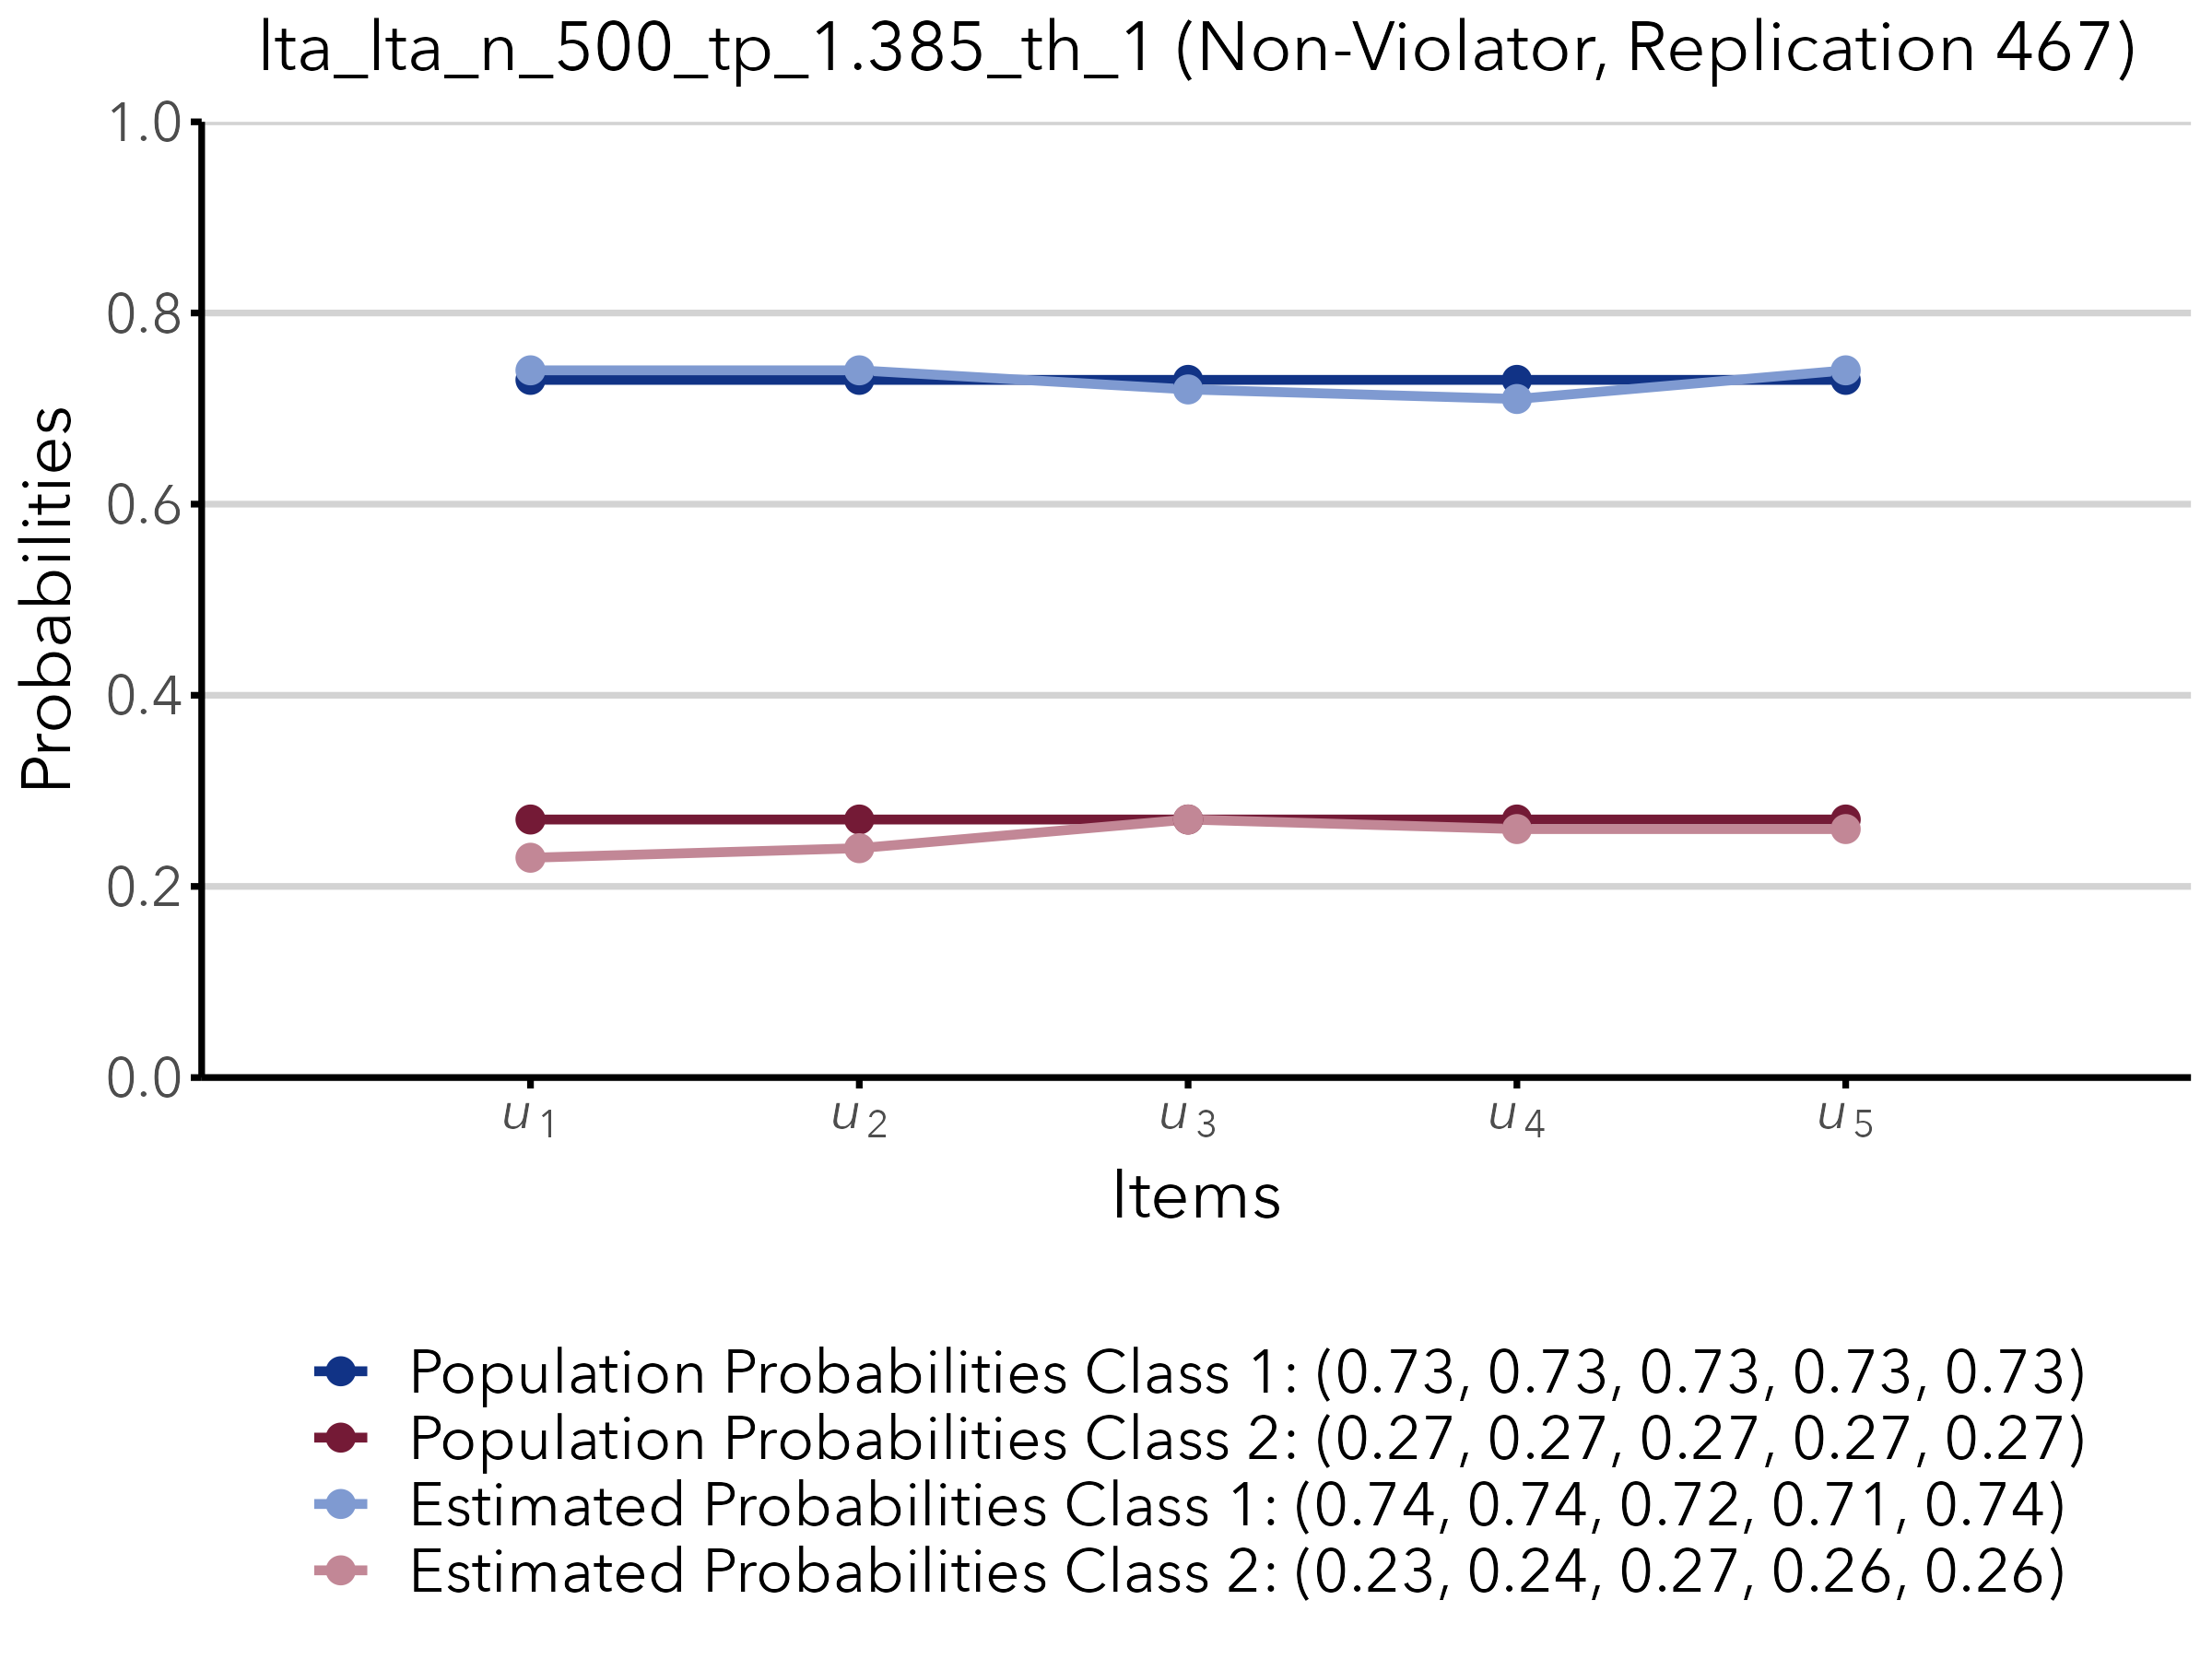 lta_lta_n_500_tp_1.385_th_1 (Non-Violator, Replication 467)
Probabilities
1.0
0.8
0.6
0.4
0.2
0.0
u1 u2 u3 u4 u5
Items
Population Probabilities Class 1: (0.73, 0.73, 0.73, 0.73, 0.73)
Population Probabilities Class 2: (0.27, 0.27, 0.27, 0.27, 0.27)
Estimated Probabilities Class 1: (0.74, 0.74, 0.72, 0.71, 0.74)
Estimated Probabilities Class 2: (0.23, 0.24, 0.27, 0.26, 0.26)